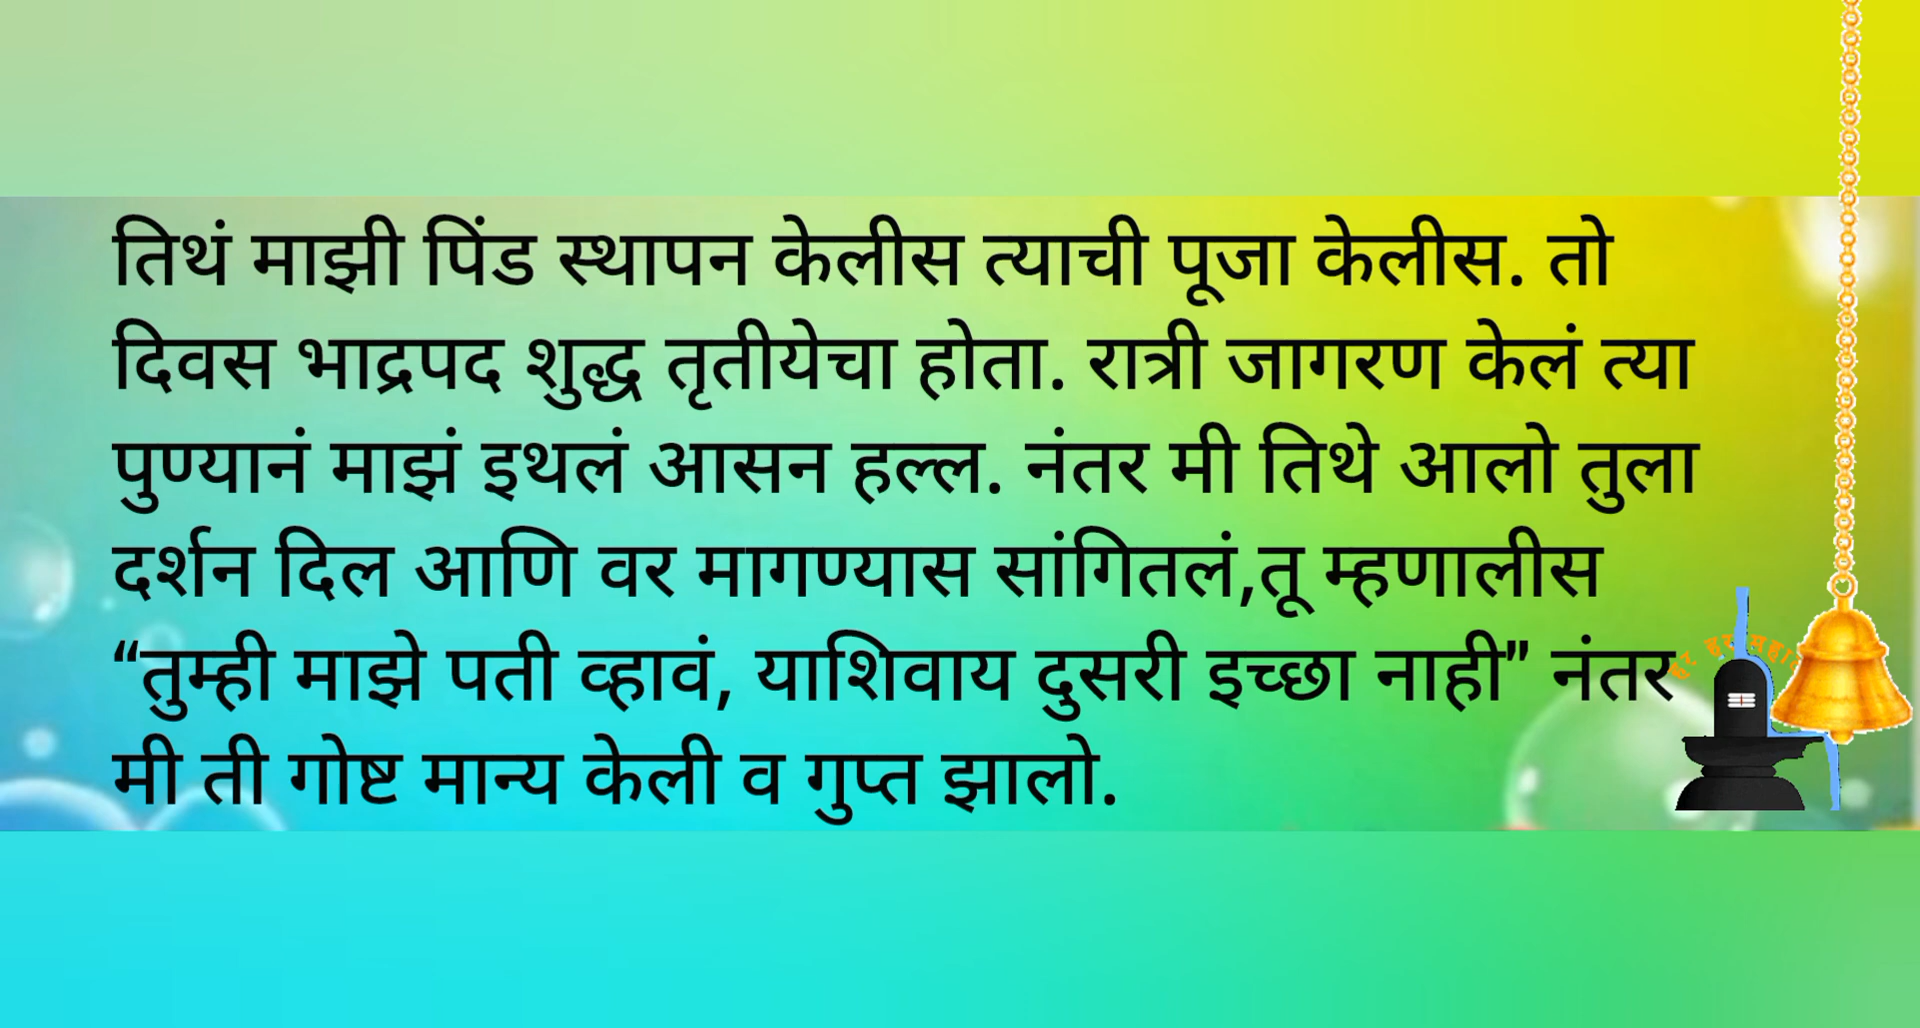 तिथं माझी पिंड स्थापन केलीस त्याची पूजा केलीस. तो
दिवस भाद्रपद शुद्ध तृतीयेचा होता. रात्री जागरण केलं त्या
पुण्यानं माझं इथलं आसन हल्ल. नंतर मी तिथे आलो तुला
दर्शन दिल आणि वर मागण्यास सांगितलं,तू म्हणालीस
“तुम्ही माझे पती व्हावं, याशिवाय दुसरी इच्छा नाही" नंतर
मी ती गोष्ट मान्य केली व गुप्त झालो.